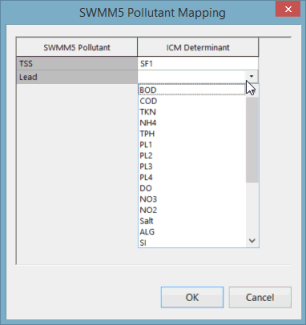 SWMM5 Pollutant Mapping
SWMM5 Pollutant ICM Determinant
TSS SF1
Lead
BOD
COD
TKN
NH4
TPH
PL1
PL2
PL3
PL4
DO
NO3
NO2
Salt
ALG
SI
OK Cancel